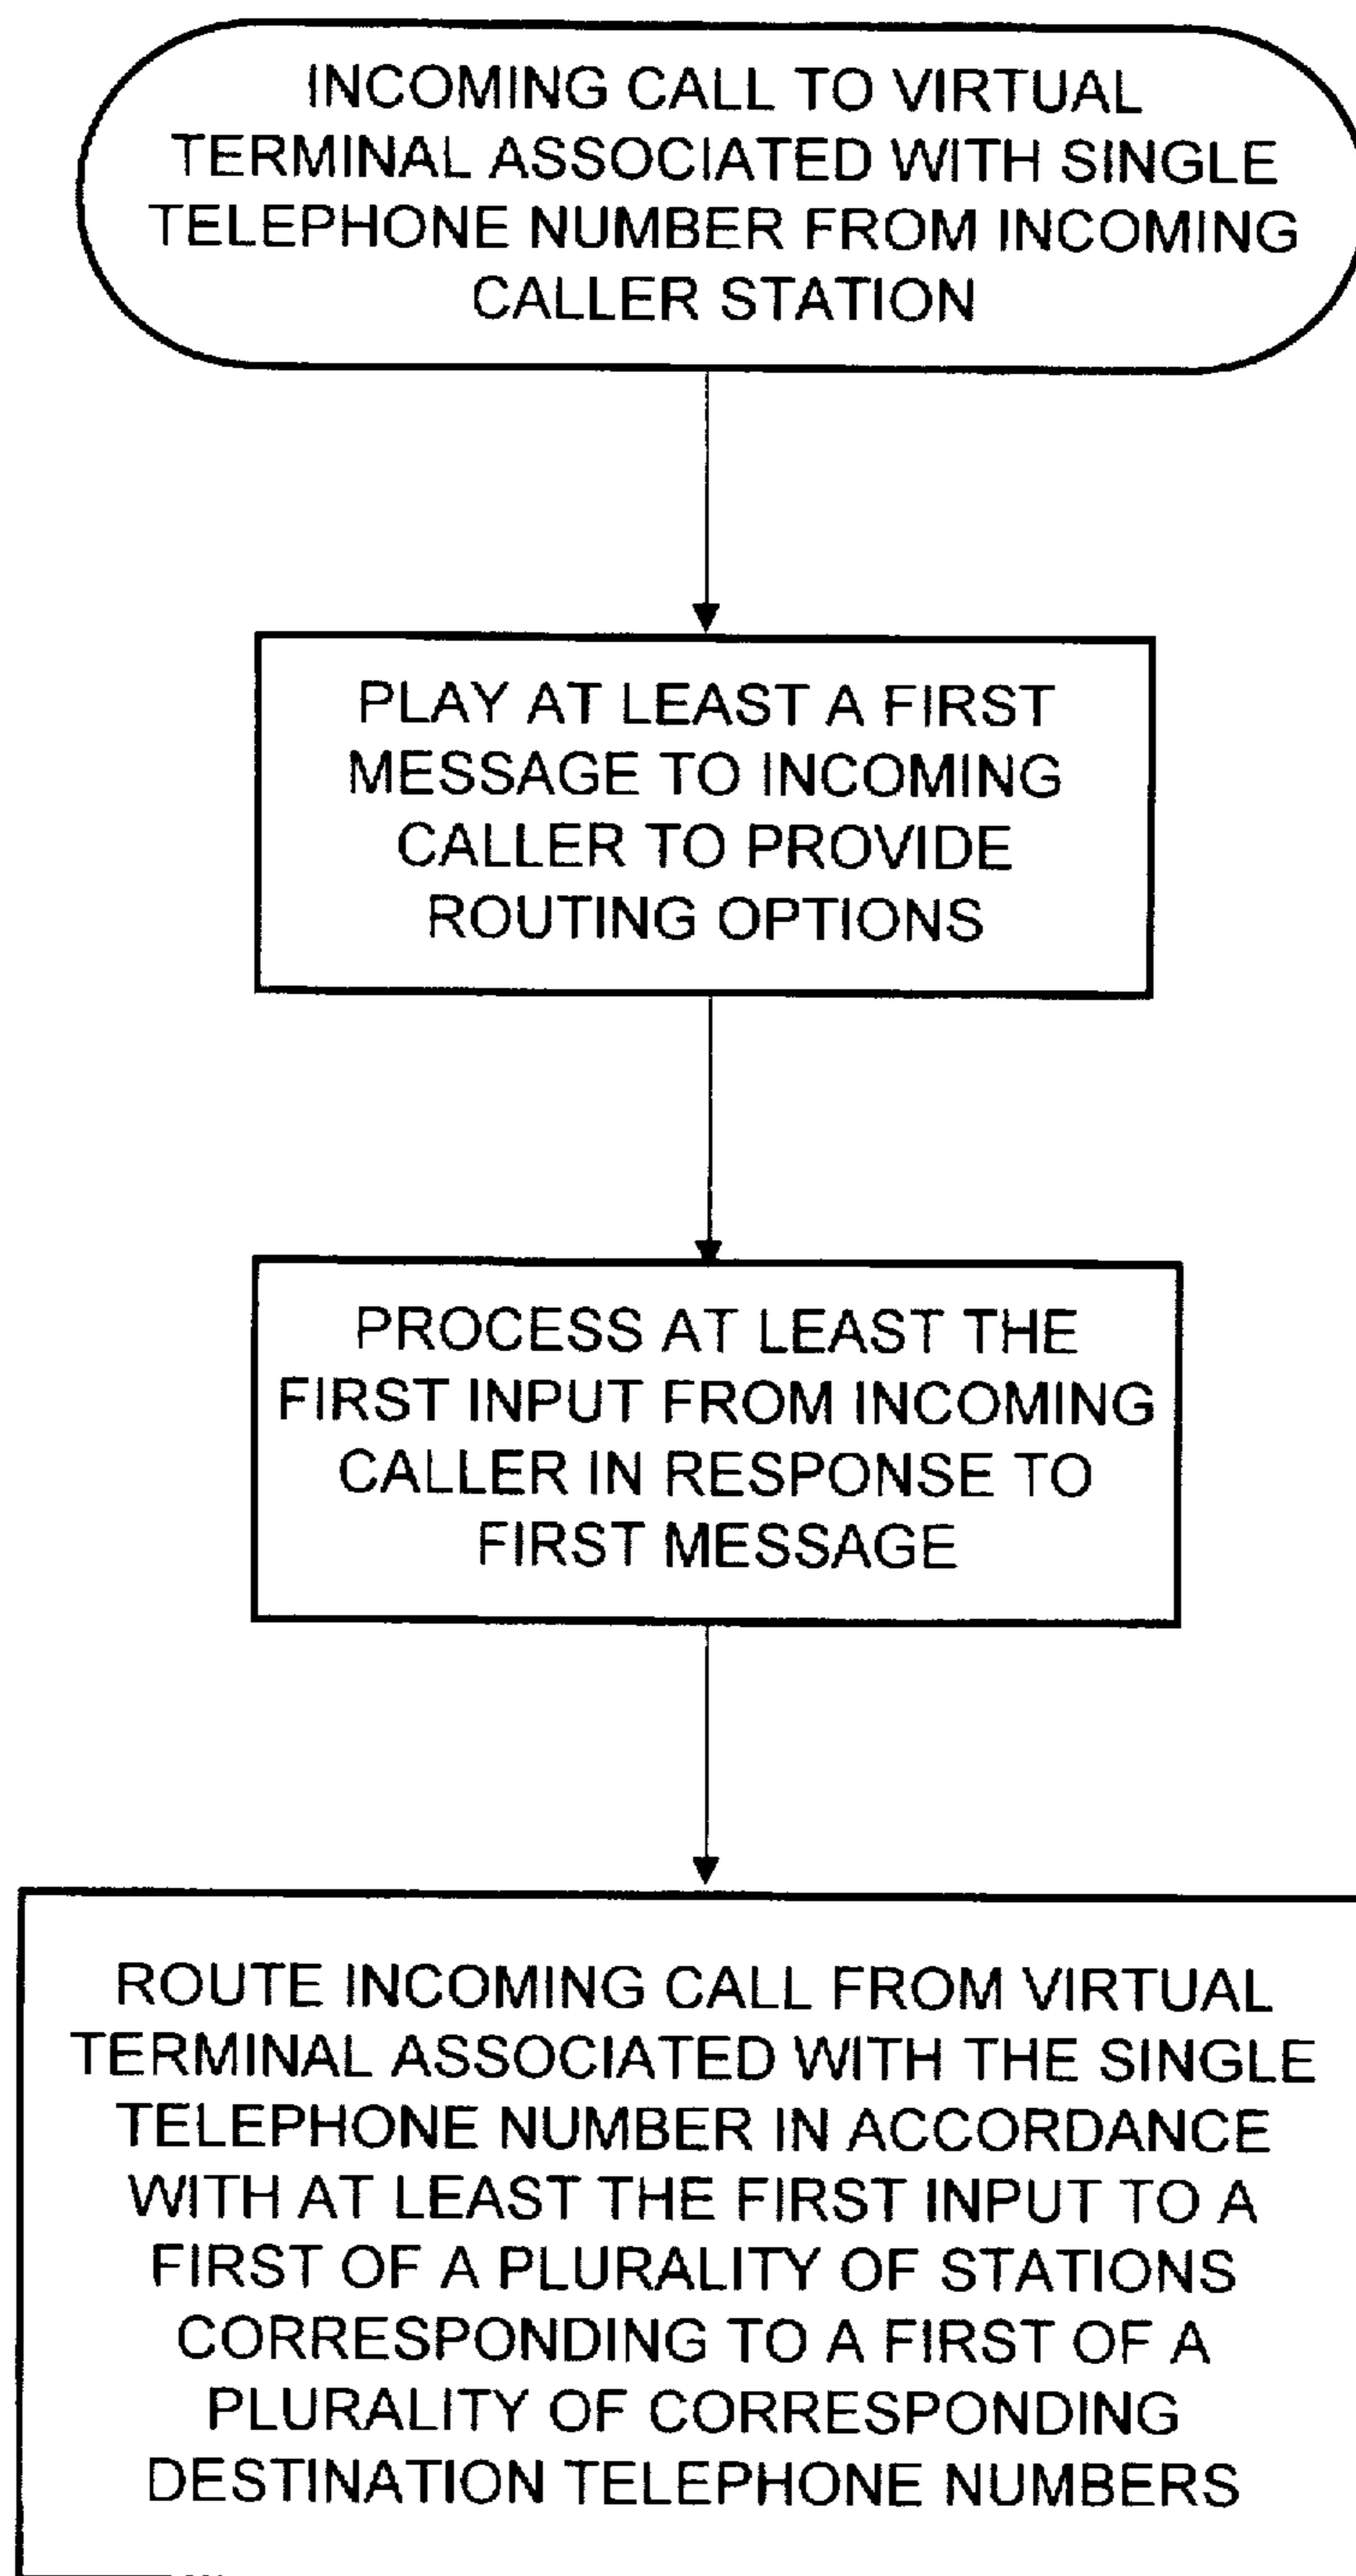 INCOMING CALL TO VIRTUAL
TERMINAL ASSOCIATED WITH SINGLE
TELEPHONE NUMBER FROM INCOMING
CALLER STATION
PLAY AT LEAST A FIRST
MESSAGE TO INCOMING
CALLER TO PROVIDE
ROUTING OPTIONS
PROCESS AT LEAST THE
FIRST INPUT FROM INCOMING
CALLER IN RESPONSE TO
FIRST MESSAGE
ROUTE INCOMING CALL FROM VIRTUAL
TERMINAL ASSOCIATED WITH THE SINGLE
TELEPHONE NUMBER IN ACCORDANCE
WITH AT LEAST THE FIRST INPUT TO A
FIRST OF A PLURALITY OF STATIONS
CORRESPONDING TO A FIRST OF A
PLURALITY OF CORRESPONDING
DESTINATION TELEPHONE NUMBERS